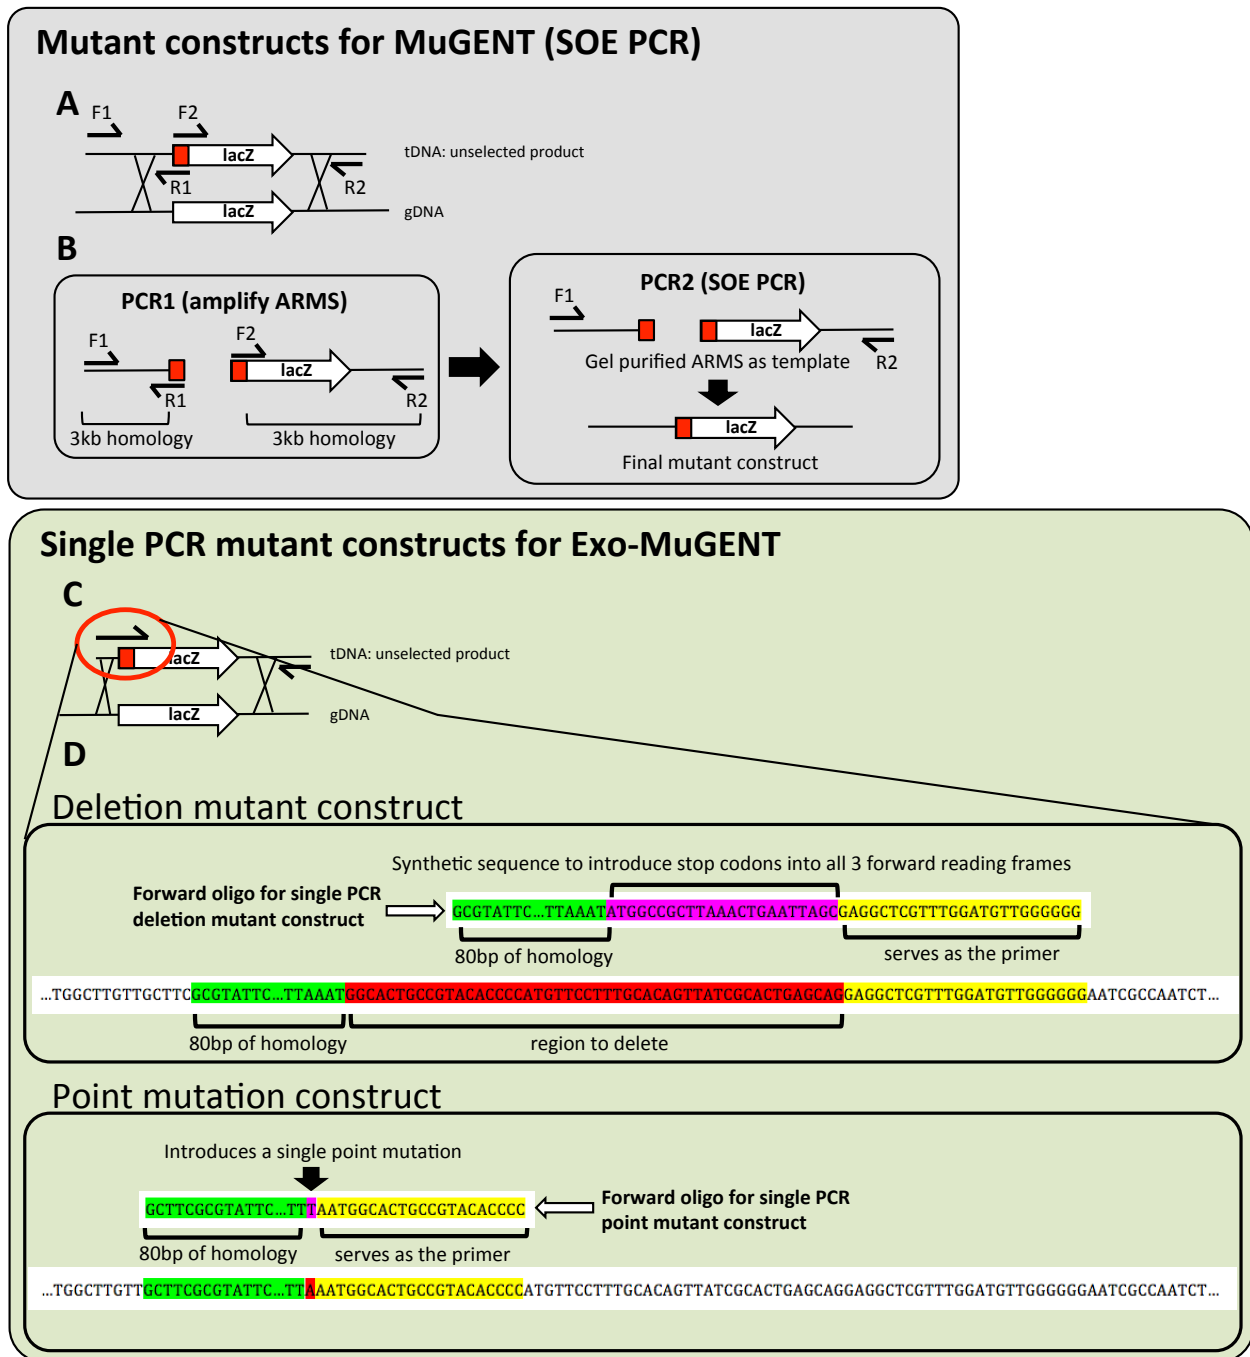 Mutant constructs for MuGENT (SOE PCR)
A
F1
F2
lacZ
tDNA: unselected product
R1
R2
lacZ
gDNA
B
PCR1 (amplify ARMS)
F1
F2
lacZ
R1
R2
3kb homology
3kb homology
PCR2 (SOE PCR)
F1
lacZ
Gel purified ARMS as template
R2
lacZ
Final mutant construct
Single PCR mutant constructs for Exo-MuGENT
C
lacZ
tDNA: unselected product
lacZ
gDNA
D
Deletion mutant construct
Synthetic sequence to introduce stop codons into all 3 forward reading frames
Forward oligo for single PCR
deletion mutant construct
GCGTATTC...TTAAATATGGCCGCTTAAACTGAATTAGCGAGGCTCGTTTGGATGTTGGGGGG
80bp of homology
serves as the primer
...TGGCTTGTTGCTTCGCGTATTC...TTAAATGGCACTGCCGTACACCCCATGTTCCTTTGCACAGTTATCGCACTGAGCAGGAGGCTCGTTTGGATGTTGGGGGGAATCGCCAATCT...
80bp of homology
region to delete
Point mutation construct
Introduces a single point mutation
GCTTCGCGTATTC...TTTAATGGCACTGCCGTACACCCC
Forward oligo for single PCR
point mutant construct
80bp of homology
serves as the primer
...TGGCTTGTTGCTTCGCGTATTC...TTAAATGGCACTGCCGTACACCCCATGTTCCTTTGCACAGTTATCGCACTGAGCAGGAGGCTCGTTTGGATGTTGGGGGGAATCGCCAATCT...